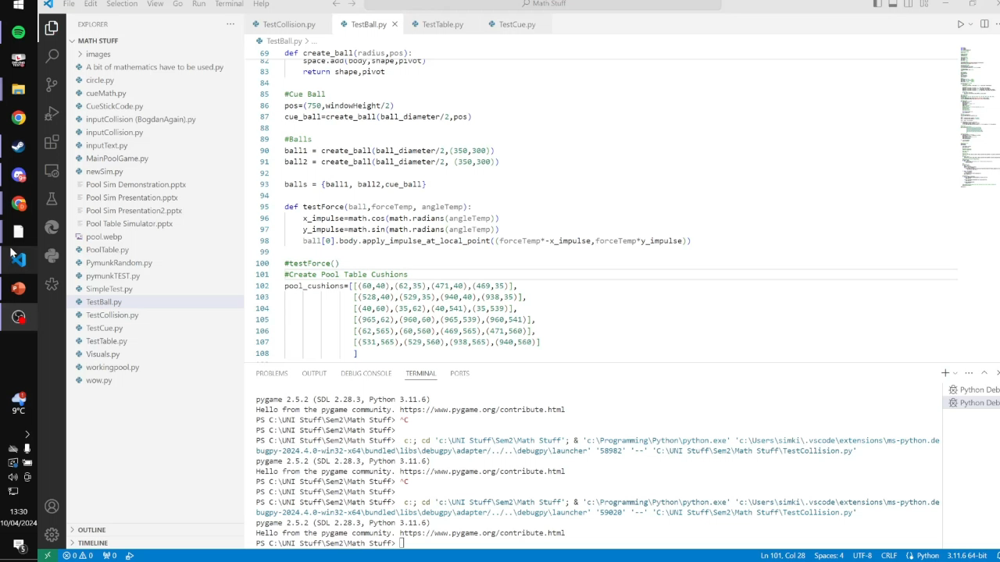 File Edit Selection View Go Run Terminal Help
Math Stuff
EXPLORER
MATH STUFF
images
A bit of mathematics have to be used.py
circle.py
cueMath.py
CueStickCode.py
inputCollision (BogdanAgain).py
inputCollision.py
inputText.py
MainPoolGame.py
newSim.py
Pool Sim Demonstration.pptx
Pool Sim Presentation.pptx
Pool Sim Presentation2.pptx
Pool Table Simulator.pptx
pool.webp
PoolTable.py
PymunkRandom.py
pymunkTEST.py
SimpleTest.py
TestBall.py
TestCollision.py
TestCue.py
TestTable.py
Visuals.py
workingpool.py
wow.py
OUTLINE
TIMELINE
TestCollision.py TestBall.py TestTable.py TestCue.py
TestBall.py > ...
69 def create_ball(radius,pos):
82 space.add(body,shape,pivot)
83 return shape,pivot
84
85 #Cue Ball
86 pos=(750,windowHeight/2)
87 cue_ball=create_ball(ball_diameter/2,pos)
88
89 #Balls
90 ball1 = create_ball(ball_diameter/2,(350,300))
91 ball2 = create_ball(ball_diameter/2, (350,300))
92
93 balls = {ball1,ball2,cue_ball}
94
95 def testForce(ball,forceTemp, angleTemp):
96 x_impulse=math.cos(math.radians(angleTemp))
97 y_impulse=math.sin(math.radians(angleTemp))
98 ball[0].body.apply_impulse_at_local_point((forceTemp*-x_impulse,forceTemp*y_impulse))
99
100 #testForce()
101 #Create Pool Table Cushions
102 pool_cushions=[[(60,40),(62,35),(471,40),(469,35)],
103 [(528,40),(529,35),(940,40),(938,35)],
104 [(40,60),(35,62),(40,541),(35,539)],
105 [(965,62),(960,60),(965,539),(960,541)],
106 [(62,565),(60,560),(469,565),(471,560)],
107 [(531,565),(529,560),(938,565),(940,560)]
108 ]
PROBLEMS OUTPUT DEBUG CONSOLE TERMINAL PORTS
pygame 2.5.2 (SDL 2.28.3, Python 3.11.6)
Hello from the pygame community. https://www.pygame.org/contribute.html
PS C:\UNI Stuff\Sem2\Math Stuff> ^C
PS C:\UNI Stuff\Sem2\Math Stuff>
PS C:\UNI Stuff\Sem2\Math Stuff> c:; cd 'c:\UNI Stuff\Sem2\Math Stuff'; & 'c:\Programming\Python\python.exe' 'c:\Users\simki\.vscode\extensions\ms-python.de
bugpy-2024.4.0-win32-x64\bundled\libs\debugpy\adapter/../..\debugpy\launcher' '58982' '--' 'C:\UNI Stuff\Sem2\Math Stuff\TestCollision.py'
pygame 2.5.2 (SDL 2.28.3, Python 3.11.6)
Hello from the pygame community. https://www.pygame.org/contribute.html
PS C:\UNI Stuff\Sem2\Math Stuff> ^C
PS C:\UNI Stuff\Sem2\Math Stuff>
PS C:\UNI Stuff\Sem2\Math Stuff> c:; cd 'c:\UNI Stuff\Sem2\Math Stuff'; & 'c:\Programming\Python\python.exe' 'c:\Users\simki\.vscode\extensions\ms-python.de
bugpy-2024.4.0-win32-x64\bundled\libs\debugpy\adapter/../..\debugpy\launcher' '59020' '--' 'C:\UNI Stuff\Sem2\Math Stuff\TestCollision.py'
pygame 2.5.2 (SDL 2.28.3, Python 3.11.6)
Hello from the pygame community. https://www.pygame.org/contribute.html
PS C:\UNI Stuff\Sem2\Math Stuff>
Python Deb
Python Deb
9°C
13:30
10/04/2024
5
0 0 0
Ln 101, Col 28 Spaces: 4 UTF-8 CRLF Python 3.11.6 64-bit